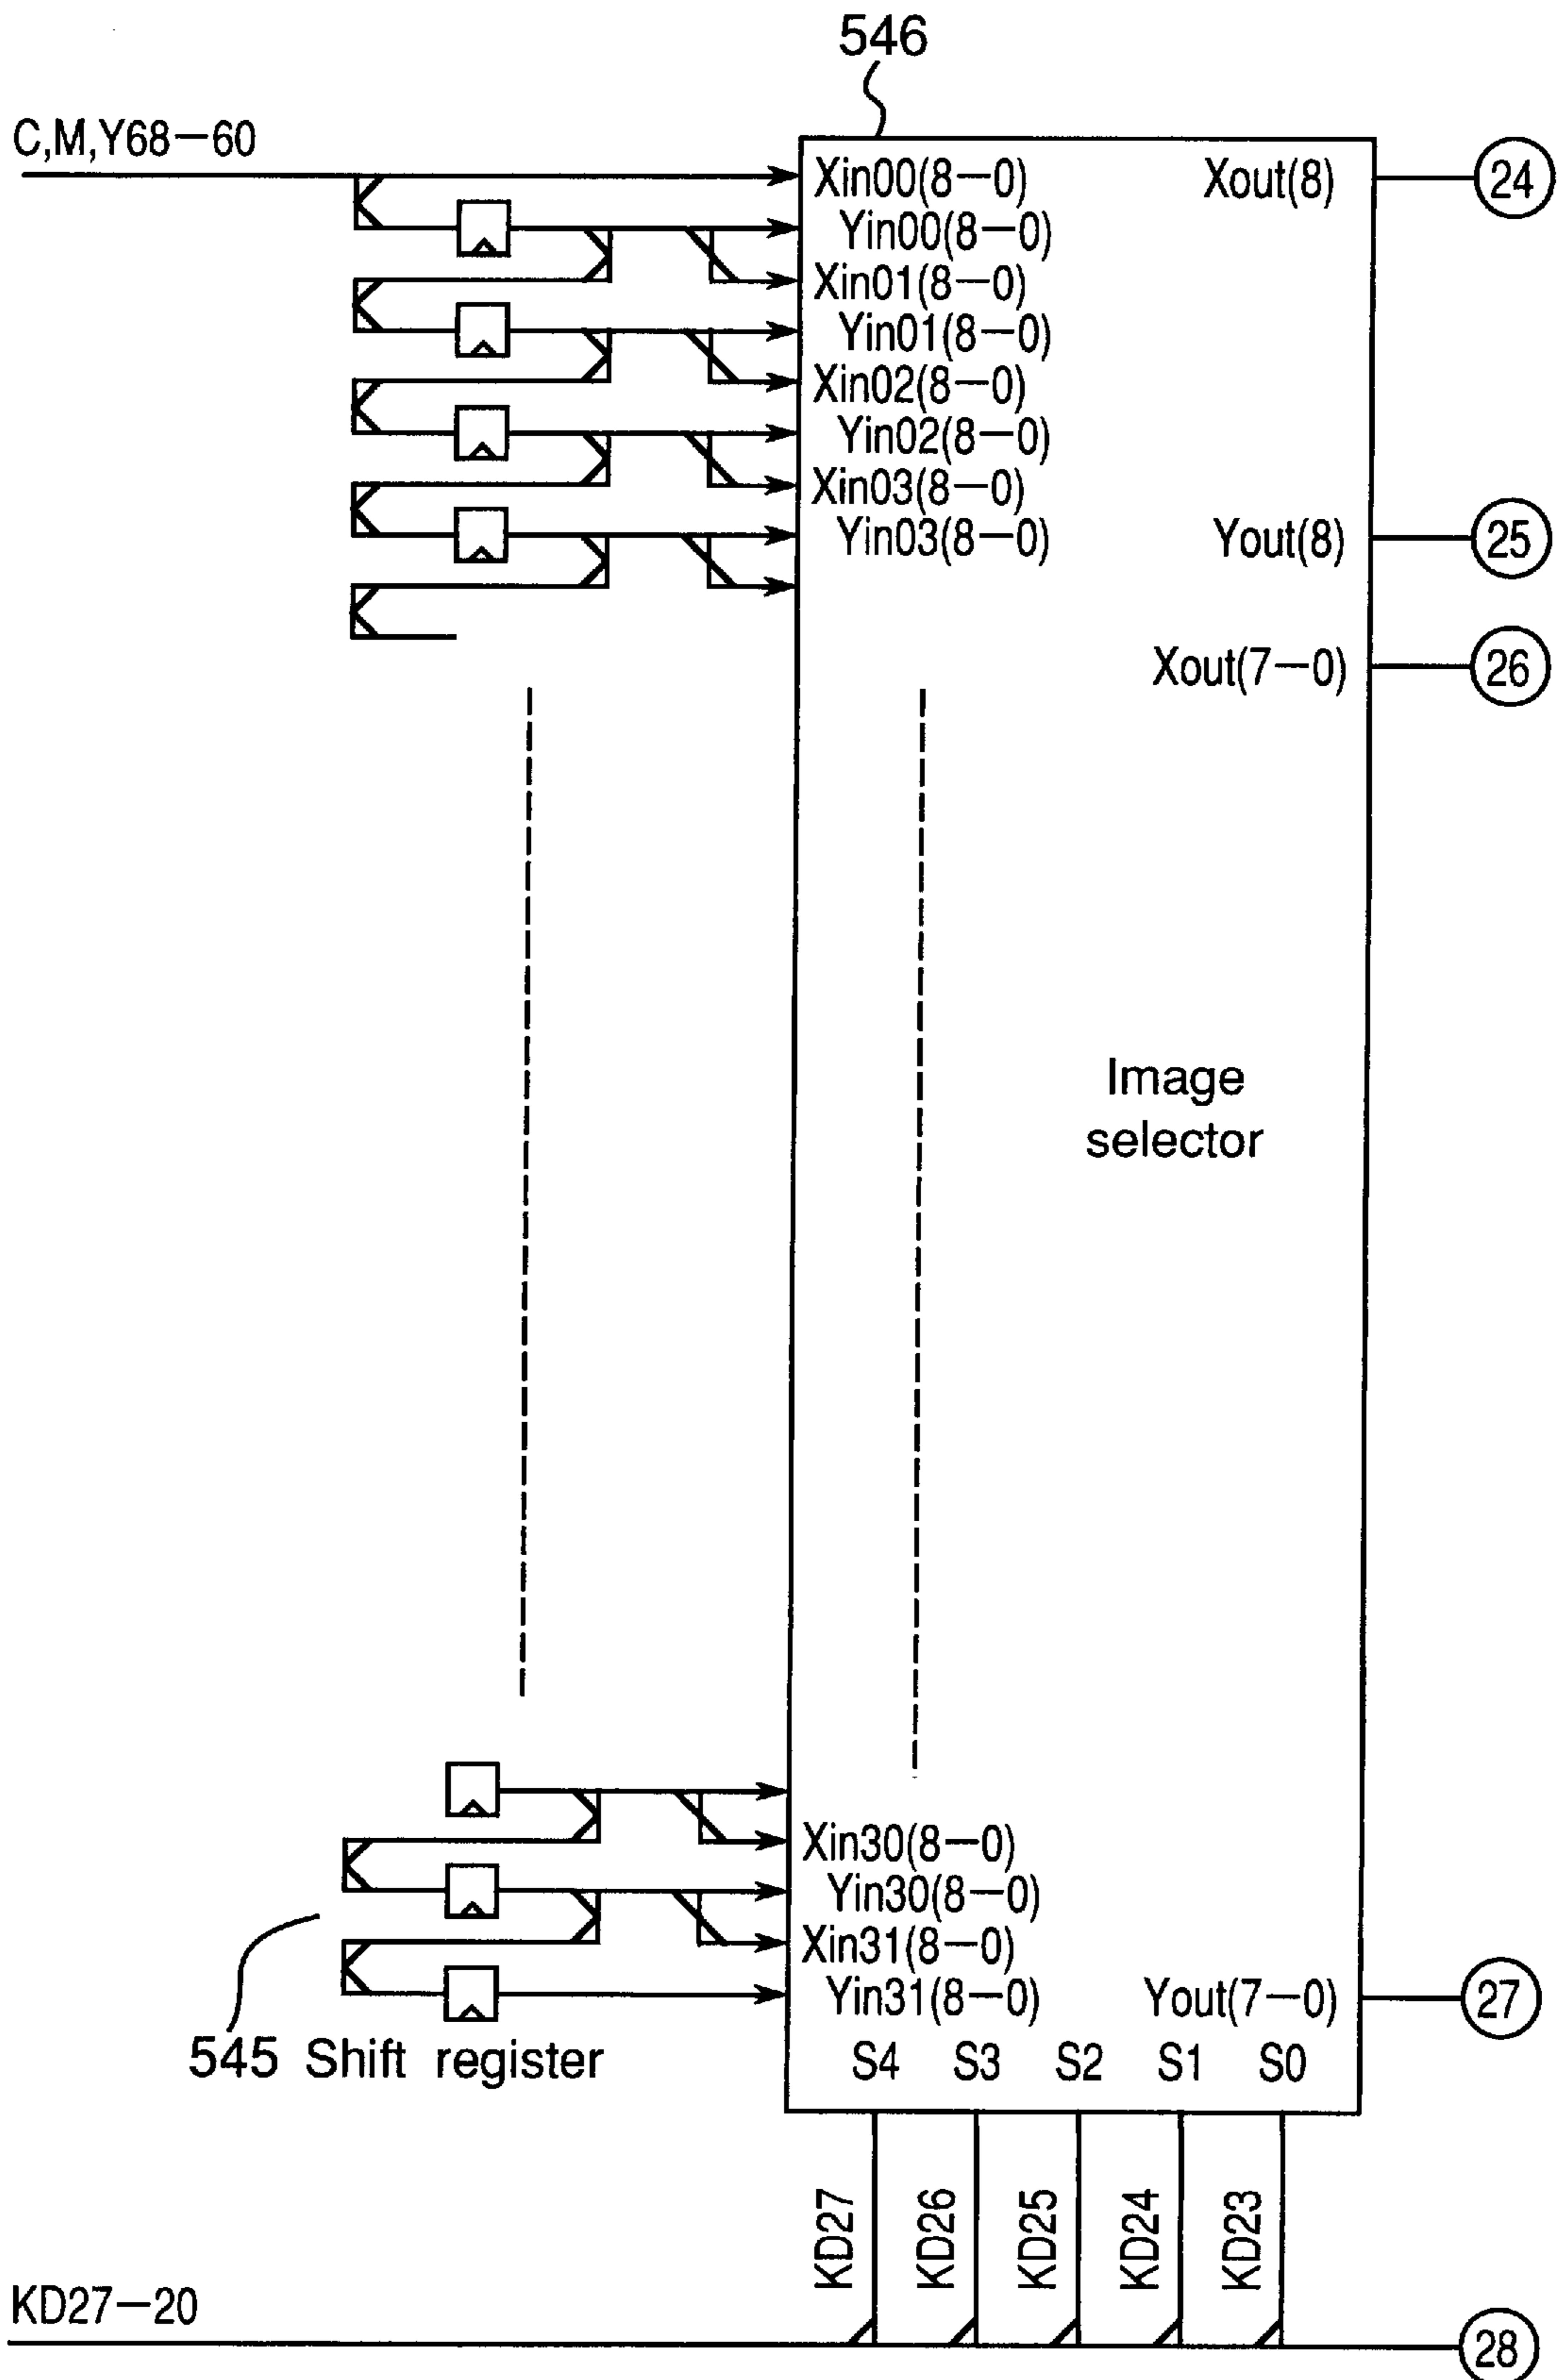 546
C,M,Y68—60
Xin00(8—0) Xout(8) 24
Yin00(8—0)
Xin01(8—0)
Yin01(8—0)
Xin02(8—0)
Yin02(8—0)
Xin03(8—0)
Yin03(8—0) Yout(8) 25
Xout(7—0) 26
Image
selector
Xin30(8—0)
Yin30(8—0)
Xin31(8—0)
Yin31(8—0) Yout(7—0) 27
545 Shift register
S4 S3 S2 S1 S0
KD27 KD26 KD25 KD24 KD23
KD27—20
28